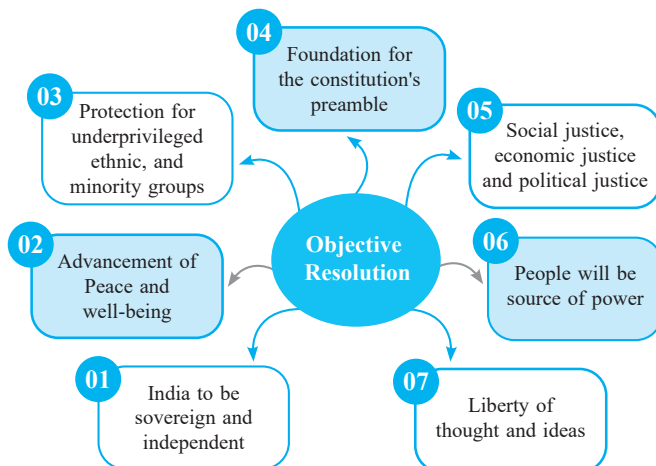 04
Foundation for
the constitution's
preamble
03
Protection for
underprivileged
ethnic, and
minority groups
05
Social justice,
economic justice
and political justice
Objective
Resolution
02
Advancement of
Peace and
well-being
06
People will be
source of power
01
India to be
sovereign and
independent
07
Liberty of
thought and ideas